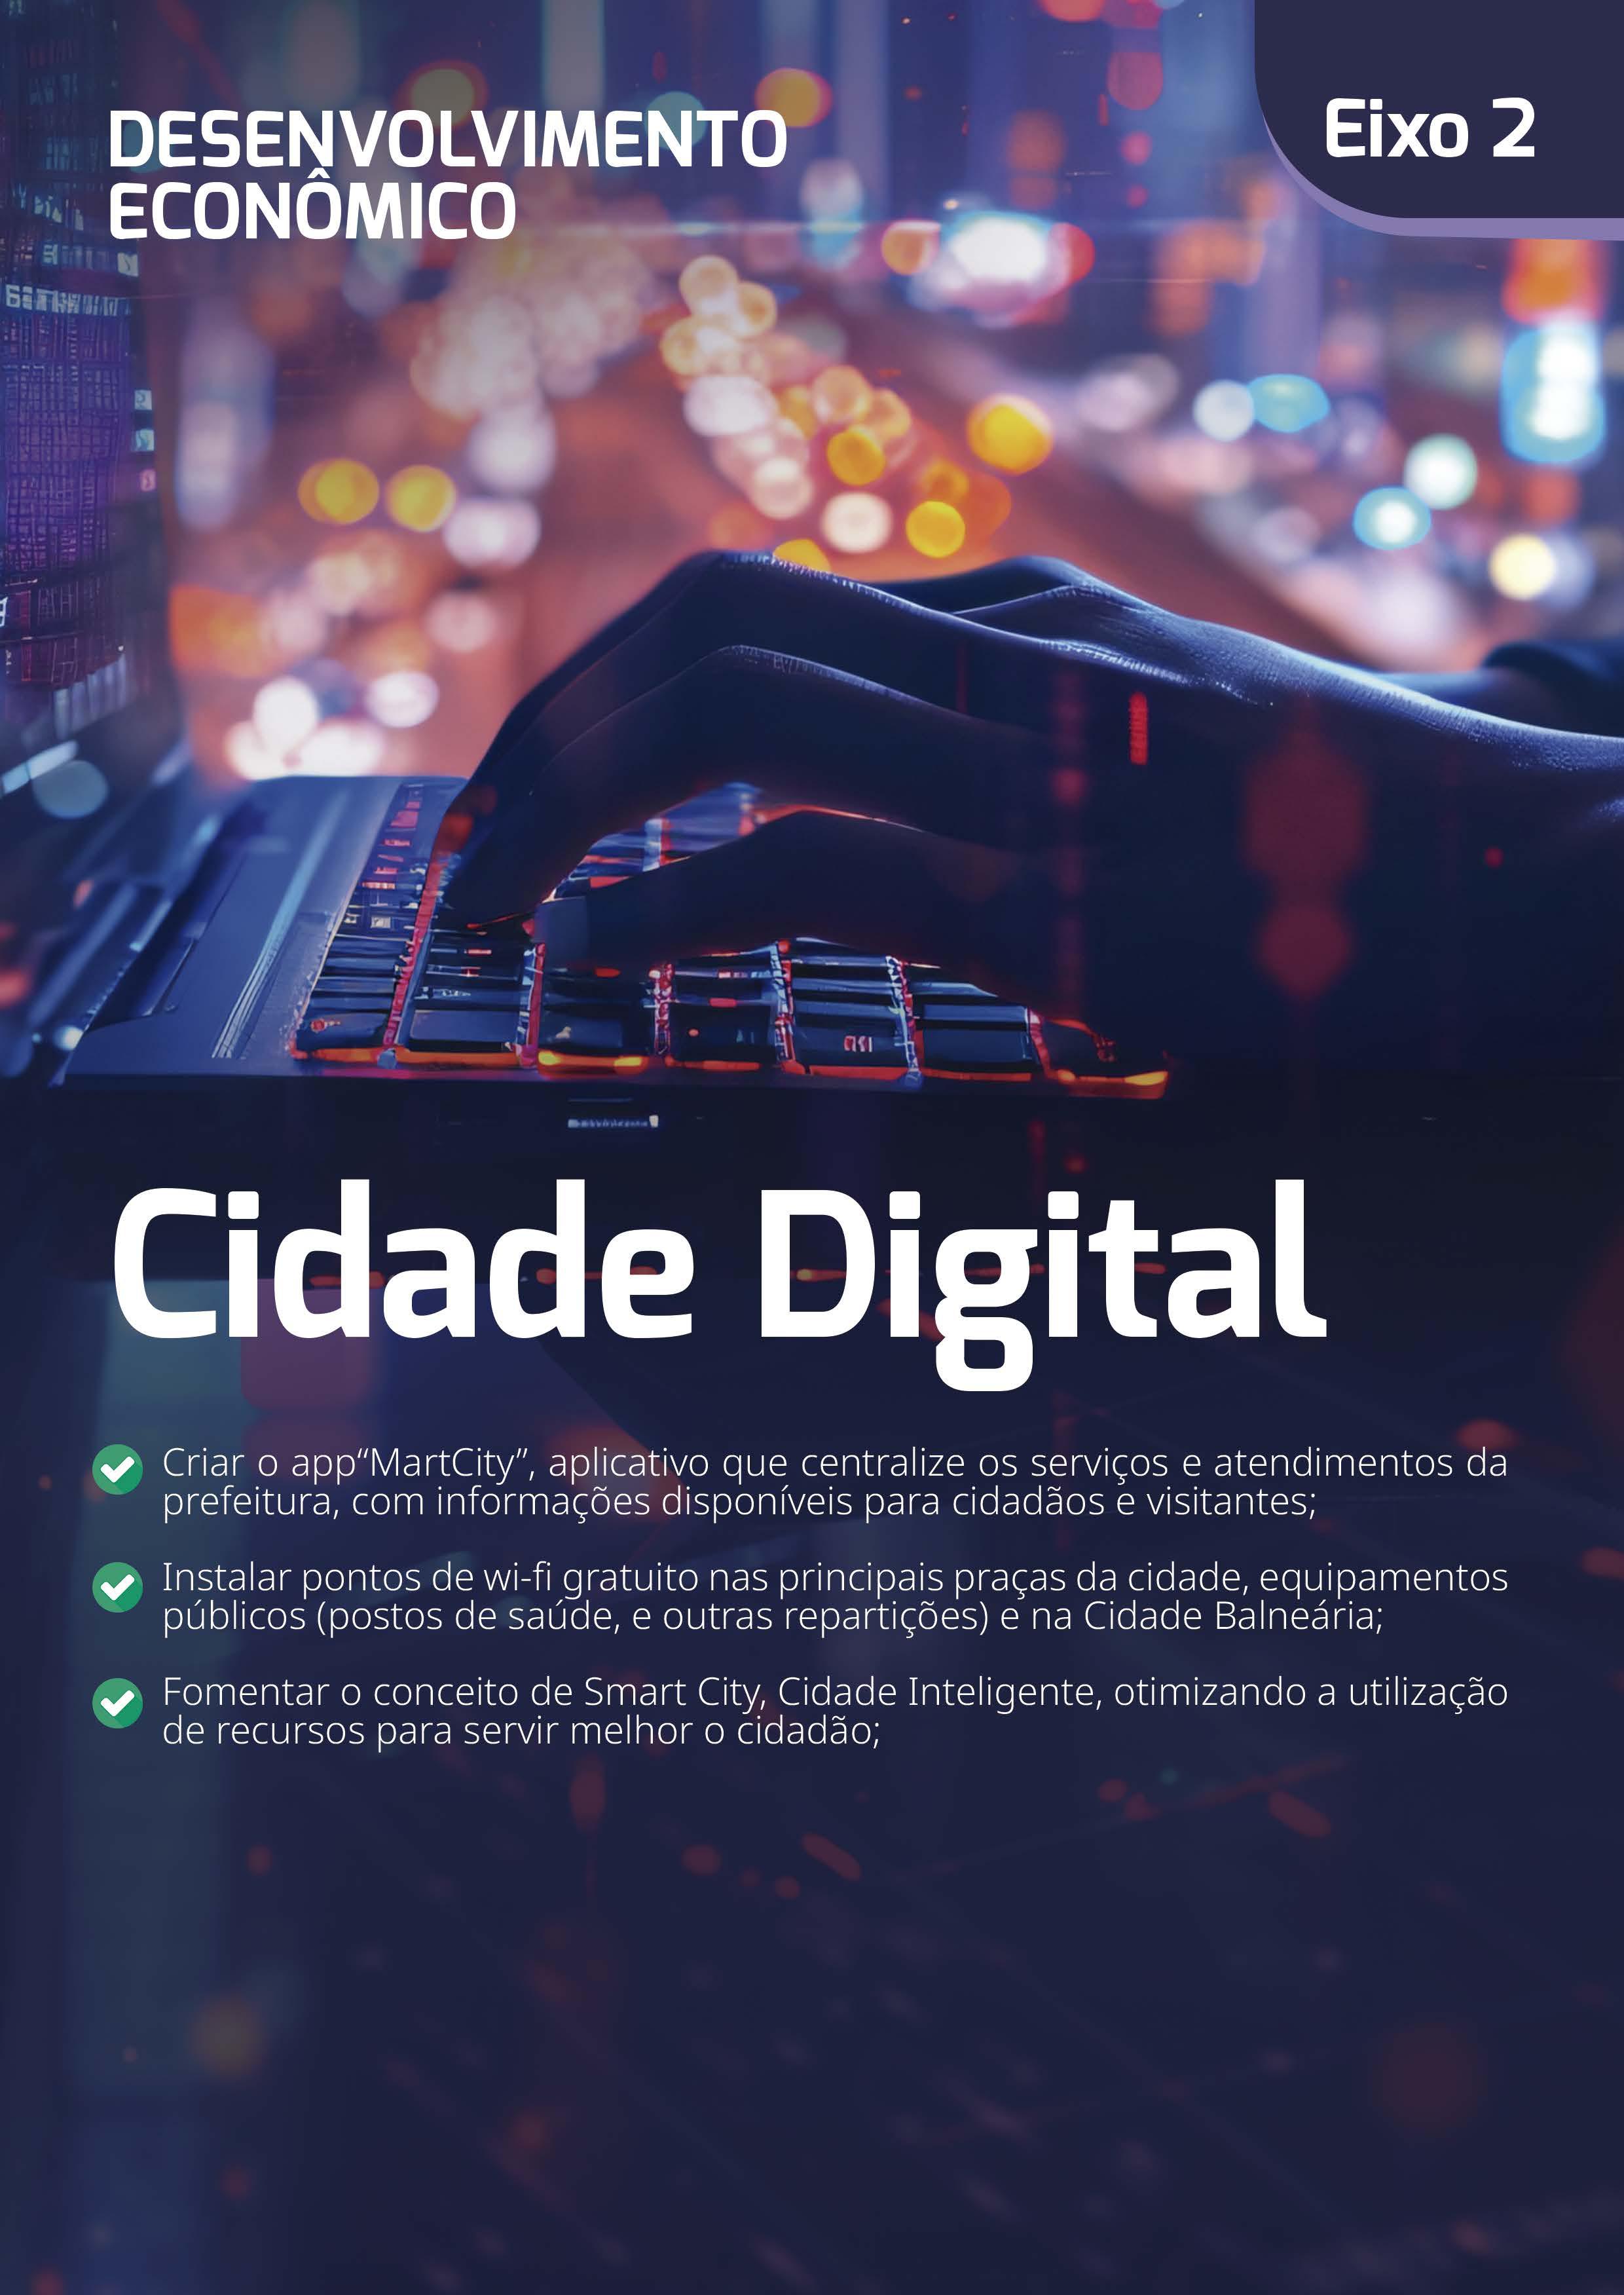 DESENVOLVIMENTO
ECONÔMICO
Eixo 2
Cidade Digital
Criar o app“MartCity”, aplicativo que centralize os serviços e atendimentos da
prefeitura, com informações disponíveis para cidadãos e visitantes;
Instalar pontos de wi-fi gratuito nas principais praças da cidade, equipamentos
públicos (postos de saúde, e outras repartições) e na Cidade Balneária;
Fomentar o conceito de Smart City, Cidade Inteligente, otimizando a utilização
de recursos para servir melhor o cidadão;